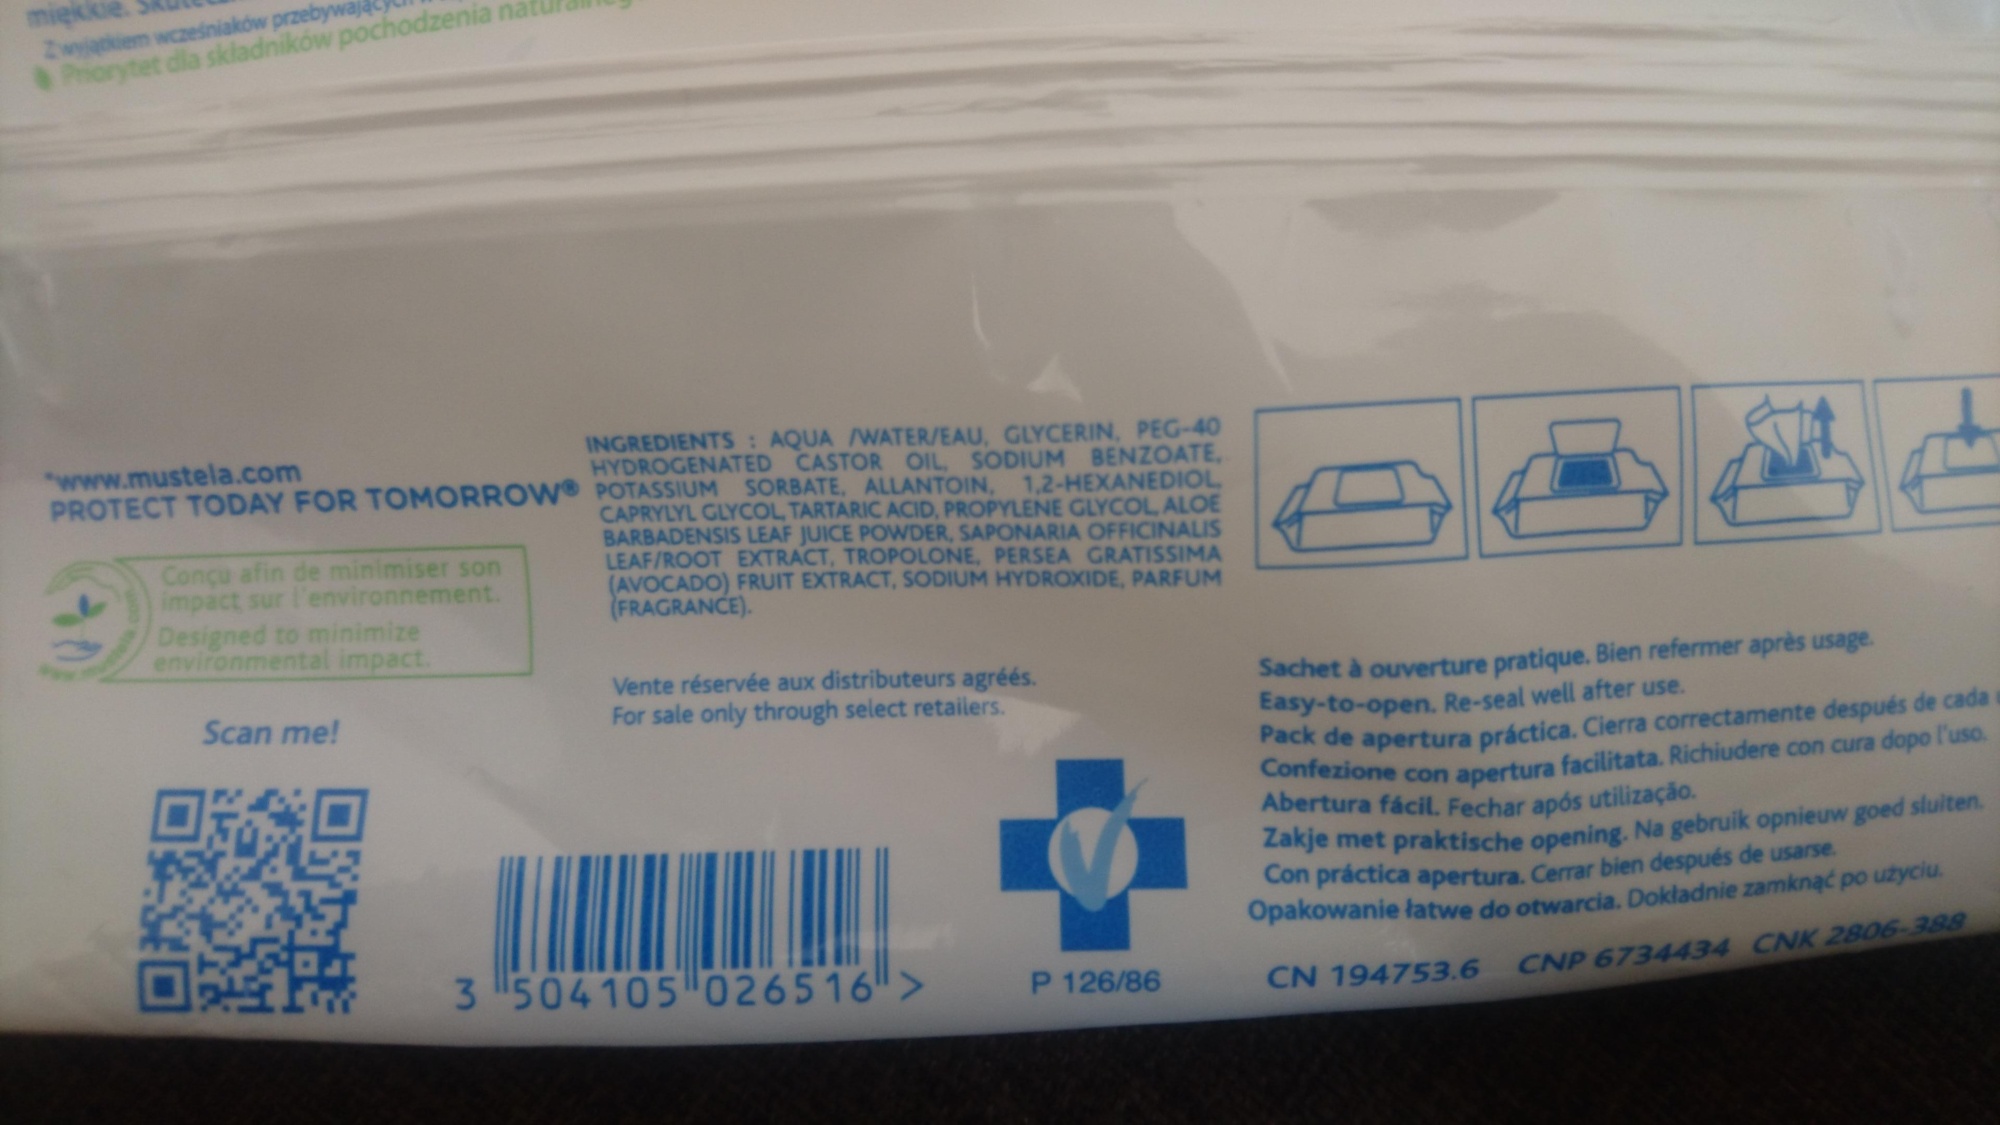 miękkie.
Z wyjątkiem wcześniaków przebywających
Priorytet dla składników pochodzenia
*www.mustela.com
PROTECT TODAY FOR TOMORROW®
Conçu afin de minimiser son
impact sur l'environnement.
Designed to minimize
environmental impact.
Scan me!
INGREDIENTS : AQUA /WATER/EAU, GLYCERIN, PEG-40
HYDROGENATED CASTOR OIL, SODIUM BENZOATE,
POTASSIUM SORBATE, ALLANTOIN, 1,2-HEXANEDIOL,
CAPRYLYL GLYCOL, TARTARIC ACID, PROPYLENE GLYCOL, ALOE
BARBADENSIS LEAF JUICE POWDER, SAPONARIA OFFICINALIS
LEAF/ROOT EXTRACT, TROPOLONE, PERSEA GRATISSIMA
(AVOCADO) FRUIT EXTRACT, SODIUM HYDROXIDE, PARFUM
(FRAGRANCE).
Vente réservée aux distributeurs agréés.
For sale only through select retailers.
3 504105 026516 >
P 126/86
Sachet à ouverture pratique. Bien refermer après usage.
Easy-to-open. Re-seal well after use.
Pack de apertura práctica. Cierra correctamente después de cada
Confezione con apertura facilitata. Richiudere con cura dopo l'uso.
Abertura fácil. Fechar após utilização.
Zakje met praktische opening. Na gebruik opnieuw goed sluiten.
Con práctica apertura. Cerrar bien después de usarse.
Opakowanie łatwe do otwarcia. Dokładnie zamknąć po użyciu.
CN 194753.6 CNP 6734434 CNK 2806-388